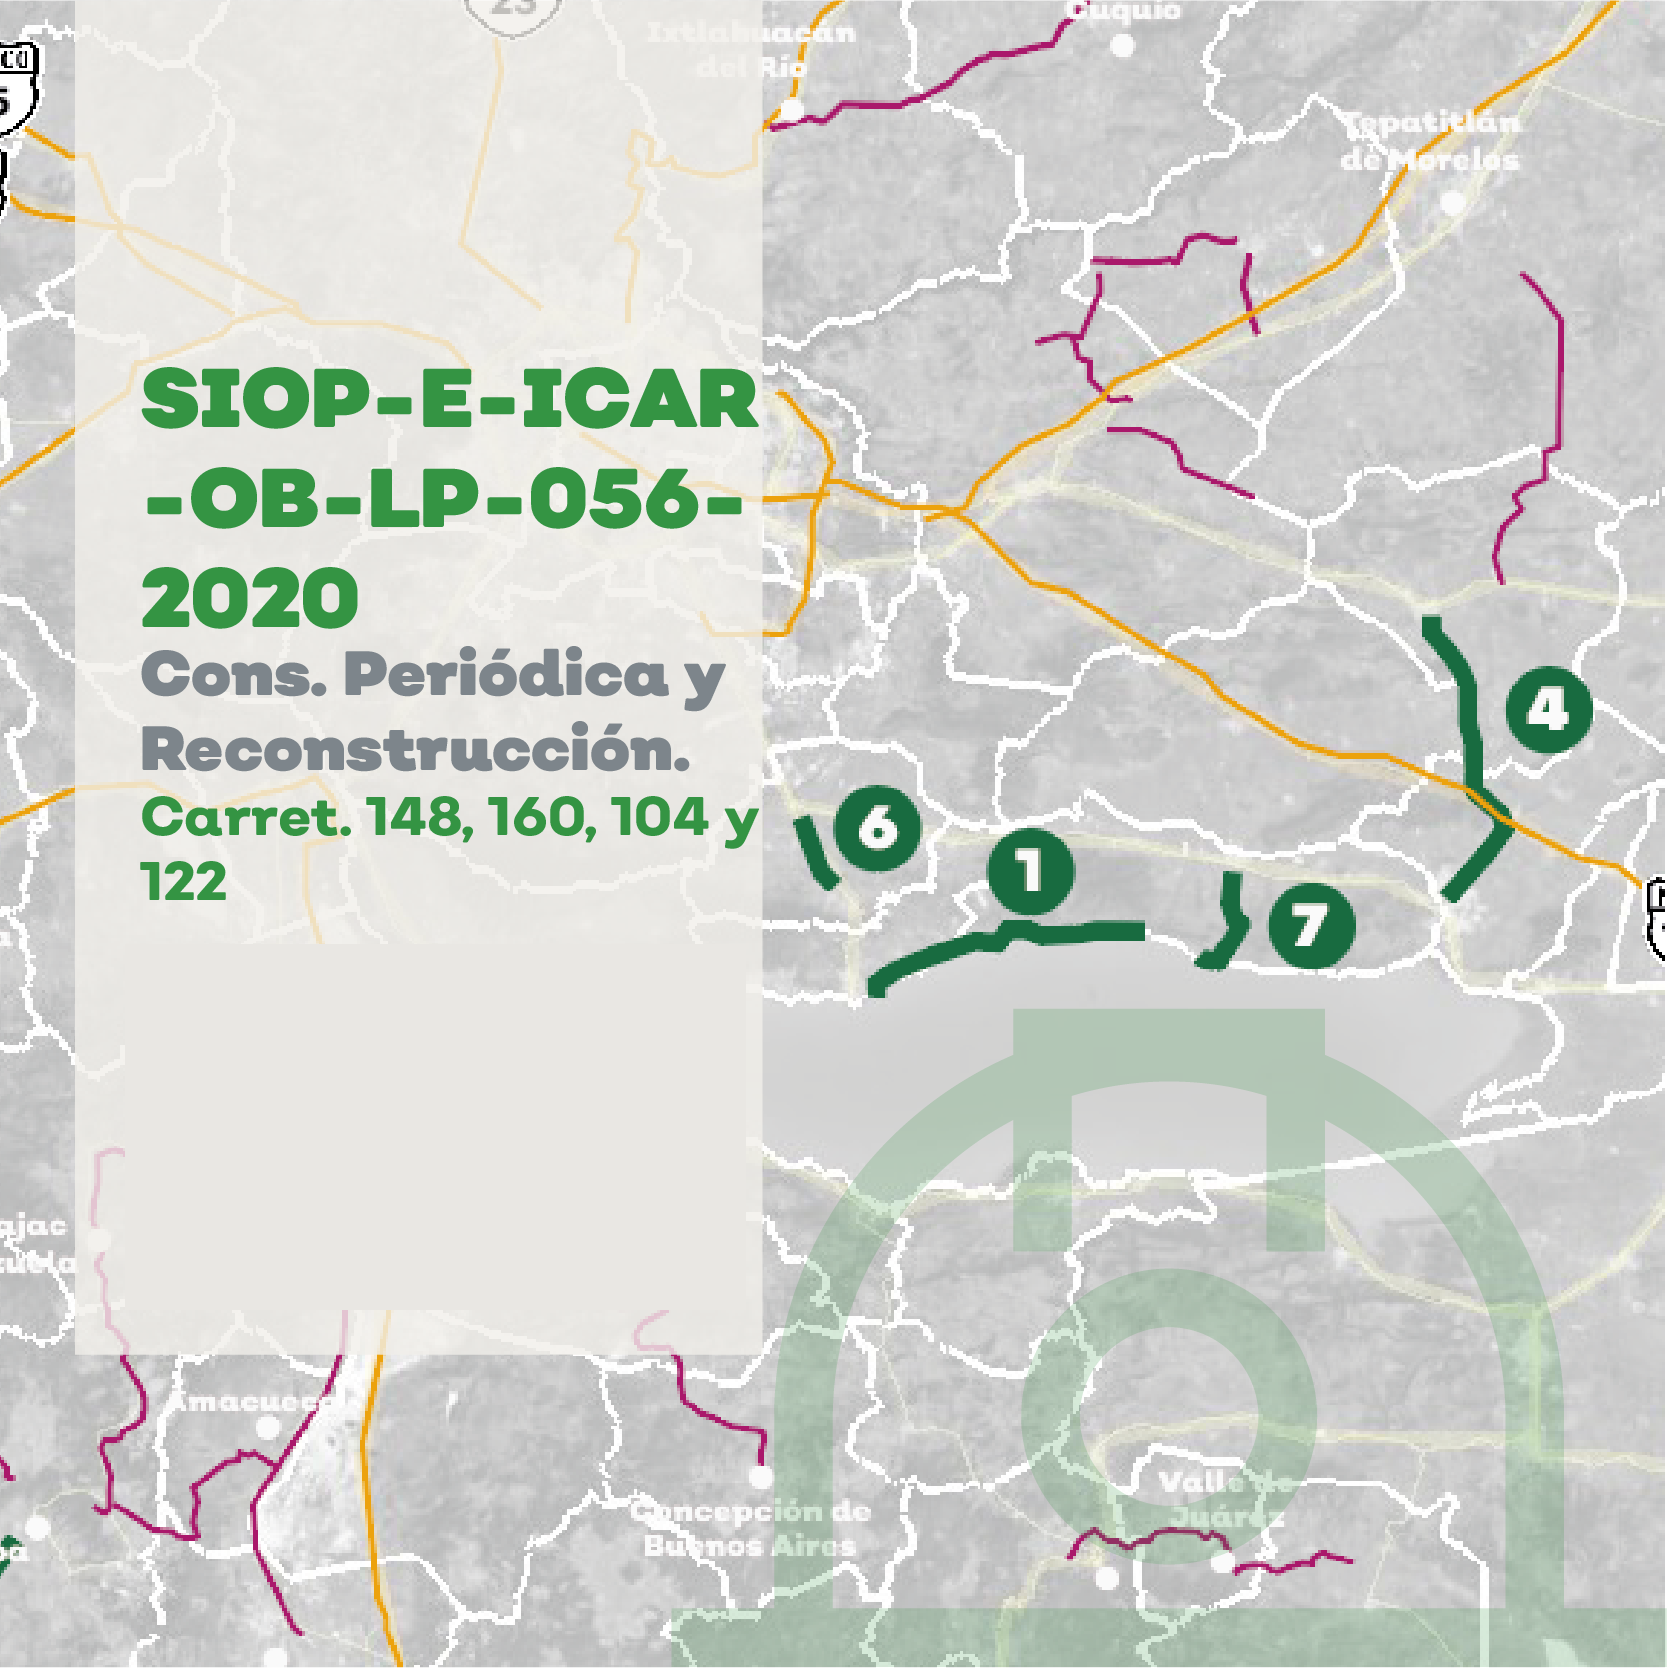 23
Cuquío
Ixtlahuacán
del Río
Tepatitlán
de Morelos
SIOP-E-ICAR
-OB-LP-056-
2020
Cons. Periódica y
Reconstrucción.
Carret. 148, 160, 104 y
122
4
6
1
7
Amacueca
Valle de
Juárez
Concepción de
Buenos Aires